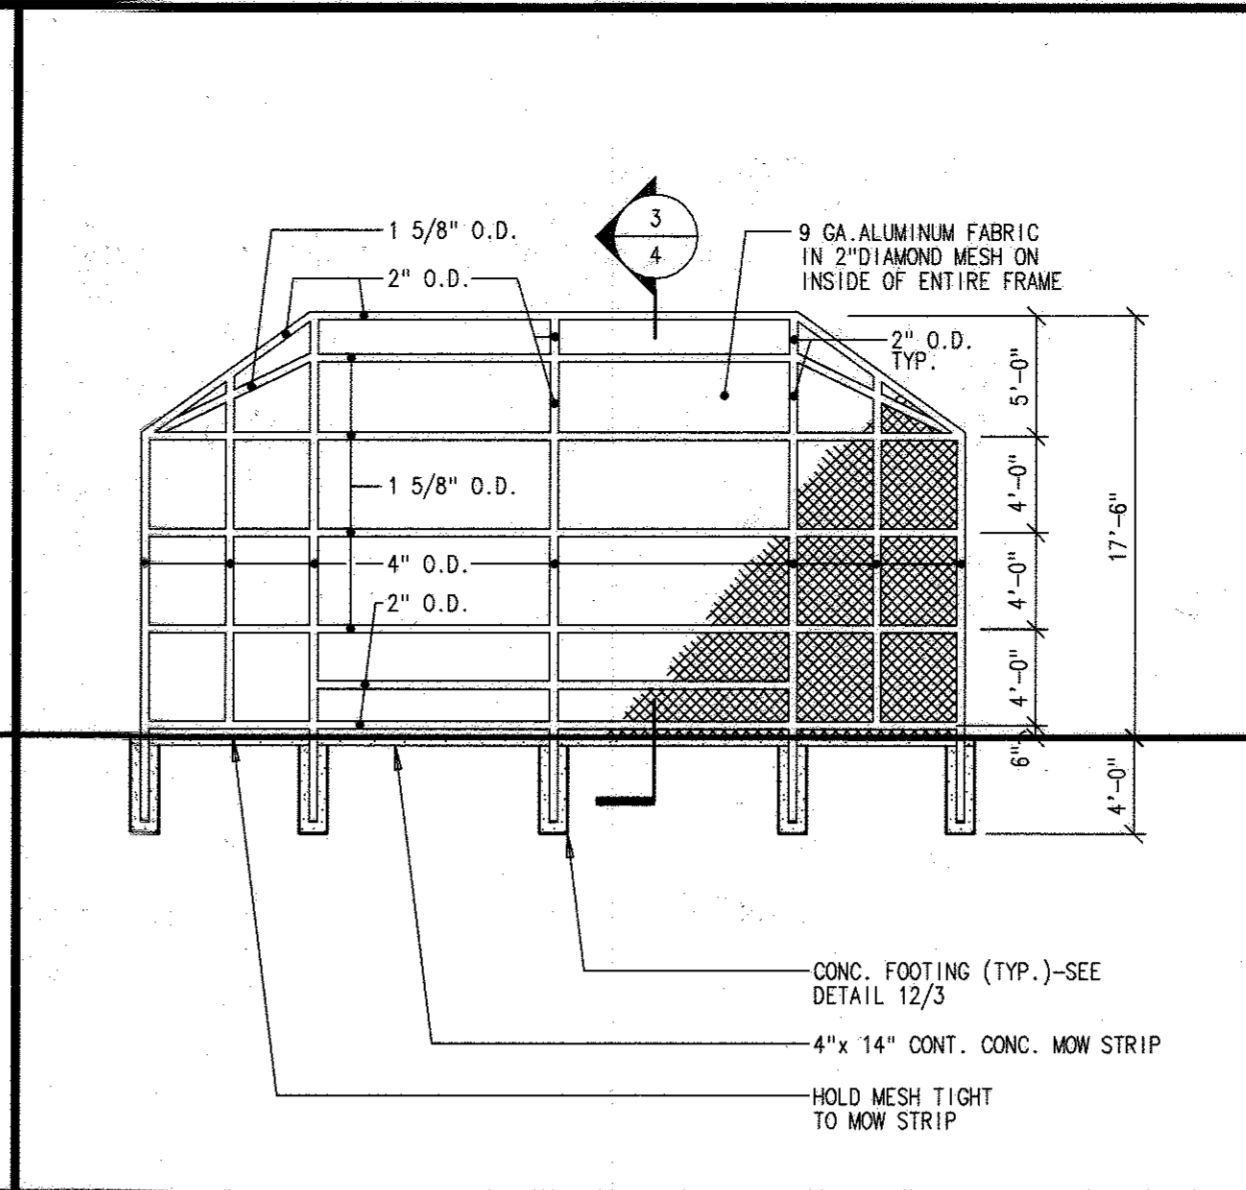 3
4
1 5/8" O.D.
2" O.D.
9 GA.ALUMINUM FABRIC
IN 2"DIAMOND MESH ON
INSIDE OF ENTIRE FRAME
2" O.D.
TYP.
5'-0"
4'-0"
17'-6"
1 5/8" O.D.
4" O.D.
4'-0"
2" O.D.
4'-0"
6"
4'-0"
CONC. FOOTING (TYP.)-SEE
DETAIL 12/3
4"x 14" CONT. CONC. MOW STRIP
HOLD MESH TIGHT
TO MOW STRIP